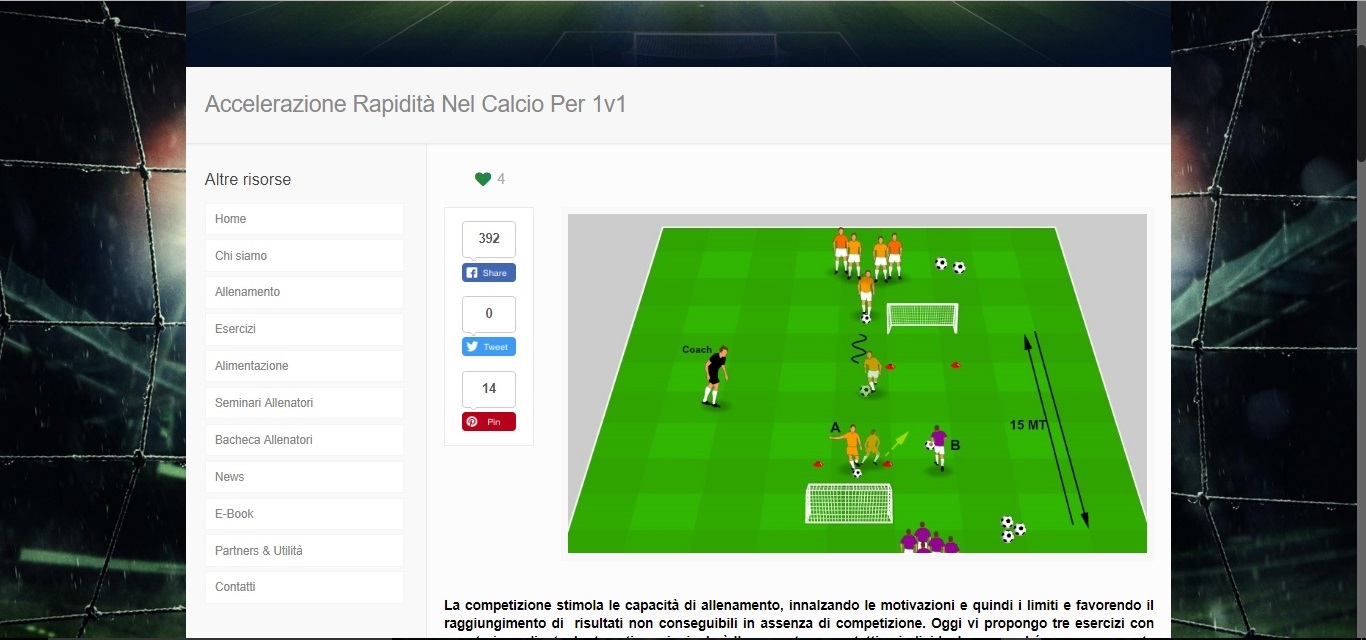 Accelerazione Rapidità Nel Calcio Per 1v1
Altre risorse
Home
Chi siamo
Allenamento
Esercizi
Alimentazione
Seminari Allenatori
Bacheca Allenatori
News
E-Book
Partners & Utilità
Contatti
4
392
Share
0
Tweet
14
Pin
Coach
A
B
15 MT
La competizione stimola le capacità di allenamento, innalzando le motivazioni e quindi i limiti e favorendo il
raggiungimento di risultati non conseguibili in assenza di competizione. Oggi vi propongo tre esercizi con